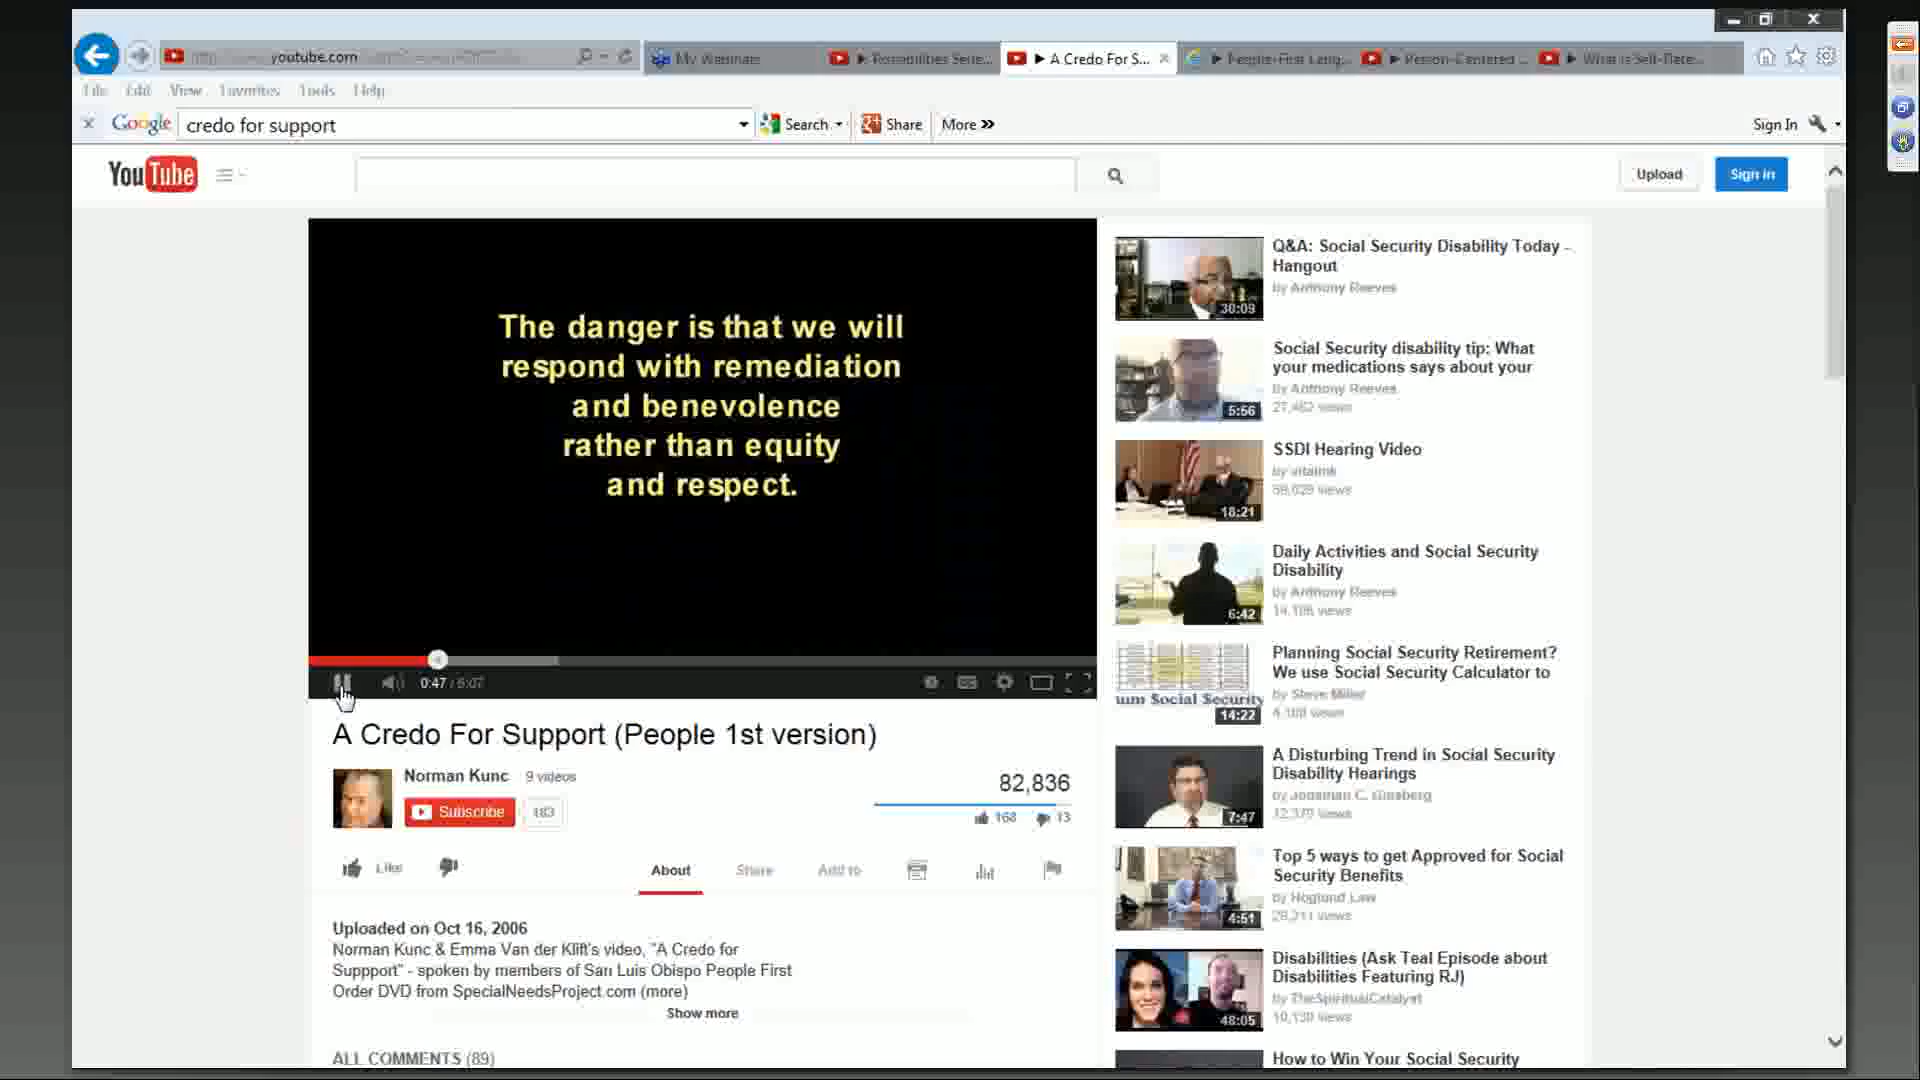 youtube.com
My Webinars
Possibilities Serie...
A Credo For S...
People-First Lang...
Person-Centered ...
What is Self-Dete...
File Edit View Favorites Tools Help
Google credo for support Search Share More » Sign In
YouTube
Upload
Sign in
The danger is that we will
respond with remediation
and benevolence
rather than equity
and respect.
0:47 / 6:07
A Credo For Support (People 1st version)
Norman Kunc 9 videos
Subscribe 183
82,836
168 13
Like
About Share Add to
Uploaded on Oct 16, 2006
Norman Kunc & Emma Van der Klift's video, "A Credo for
Suppport" - spoken by members of San Luis Obispo People First
Order DVD from SpecialNeedsProject.com (more)
Show more
ALL COMMENTS (89)
Q&A: Social Security Disability Today -
Hangout
by Anthony Reeves
30:09
Social Security disability tip: What
your medications says about your
by Anthony Reeves
27,462 views
5:56
SSDI Hearing Video
by vitalmk
views
18:21
Daily Activities and Social Security
Disability
by Anthony Reeves
14,186 views
6:42
Planning Social Security Retirement?
We use Social Security Calculator to
by Steve Miller
views
um Social Security
14:22
A Disturbing Trend in Social Security
Disability Hearings
by Jonathan C. Ginsberg
12,379 views
7:47
Top 5 ways to get Approved for Social
Security Benefits
by Hoglund Law
28,211 views
4:51
Disabilities (Ask Teal Episode about
Disabilities Featuring RJ)
by TheSpiritualCatalyst
10,130 views
48:05
How to Win Your Social Security